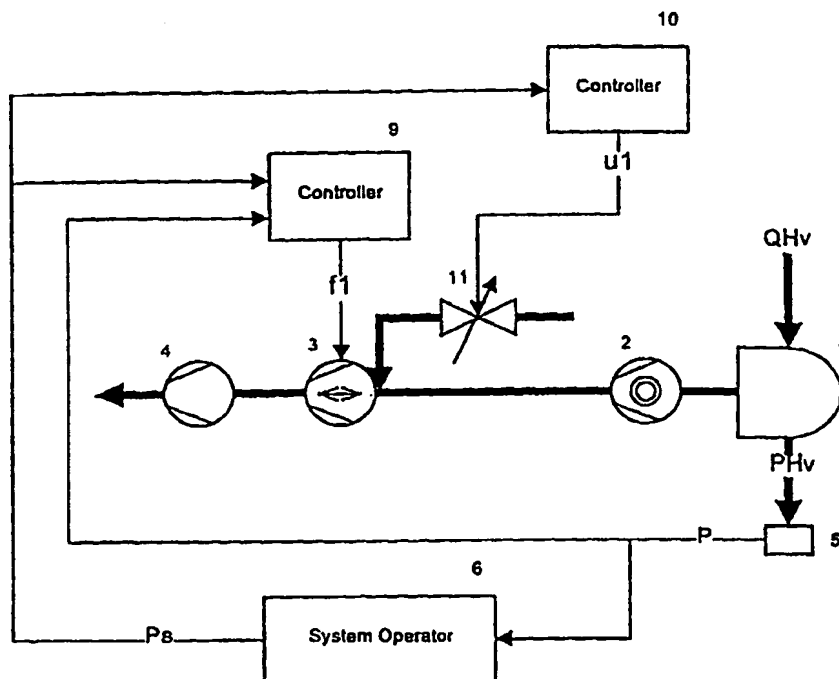 10
Controller
9
u1
Controller
QHv
11
f1
4
3
2
PHv
P
5
6
Ps
System Operator